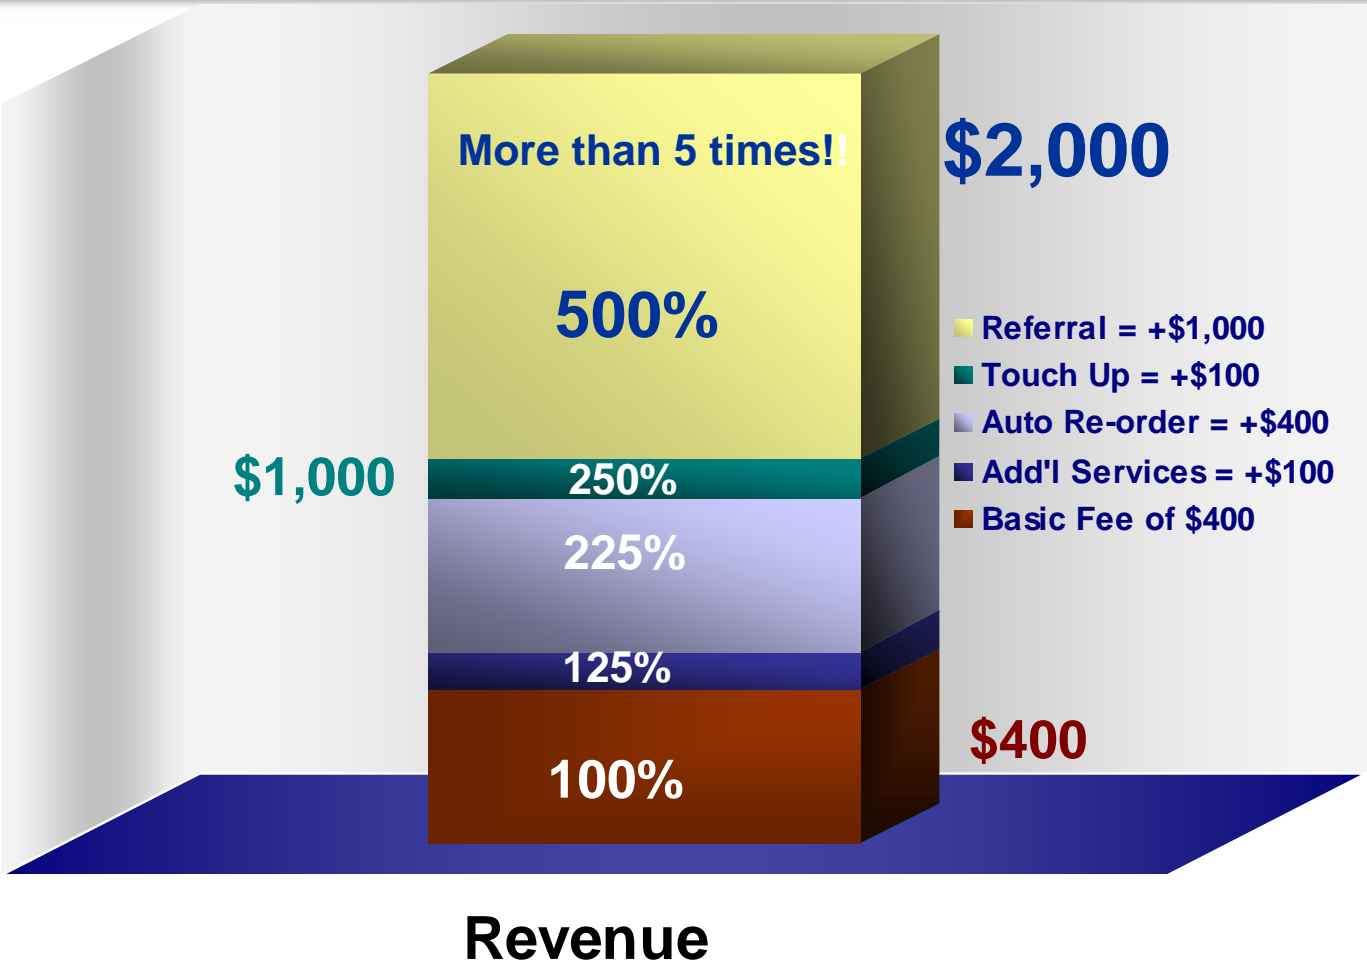 More than 5 times!!
$2,000
500%
Referral = +$1,000
Touch Up = +$100
Auto Re-order = +$400
Add'l Services = +$100
Basic Fee of $400
$1,000
250%
225%
125%
$400
100%
Revenue